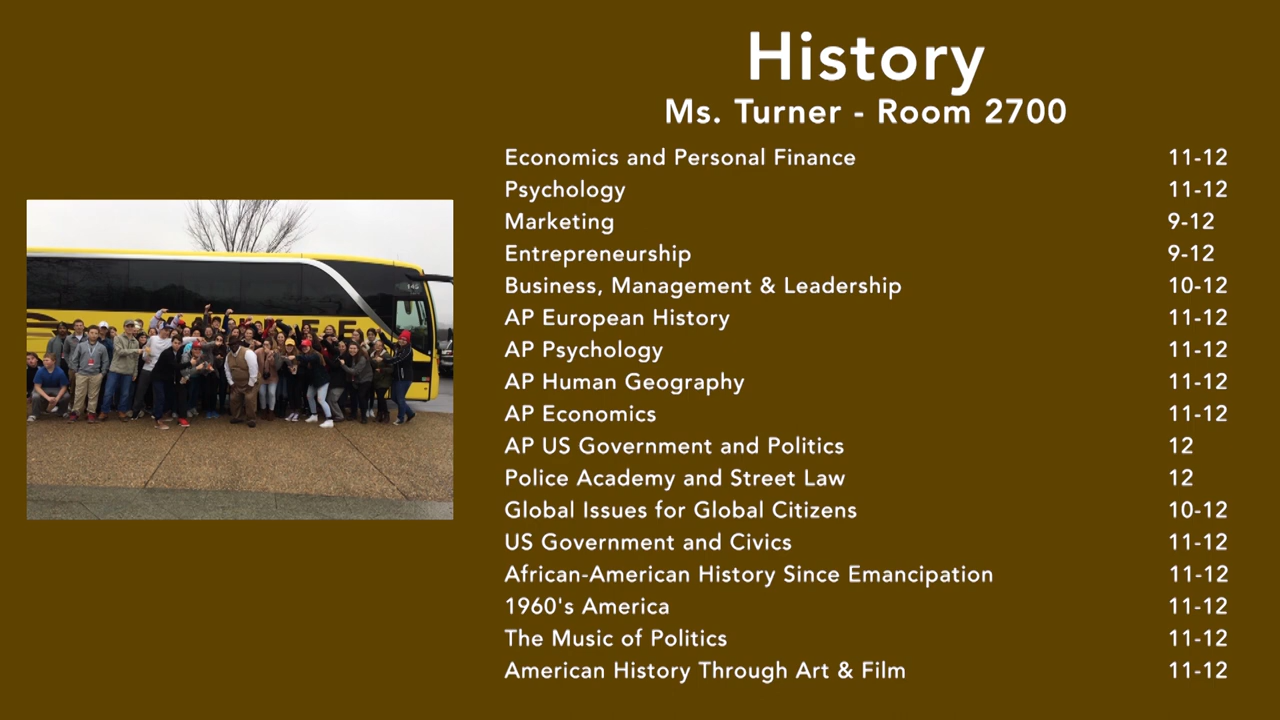 History
Ms. Turner - Room 2700
Economics and Personal Finance 11-12
Psychology 11-12
Marketing 9-12
Entrepreneurship 9-12
Business, Management & Leadership 10-12
AP European History 11-12
AP Psychology 11-12
AP Human Geography 11-12
AP Economics 11-12
AP US Government and Politics 12
Police Academy and Street Law 12
Global Issues for Global Citizens 10-12
US Government and Civics 11-12
African-American History Since Emancipation 11-12
1960's America 11-12
The Music of Politics 11-12
American History Through Art & Film 11-12